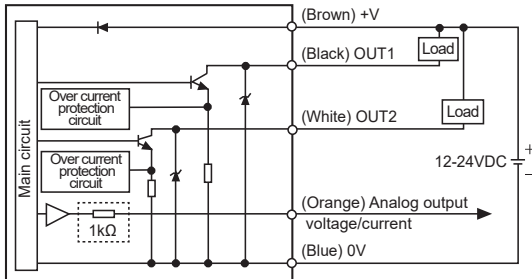 (Brown) +V
(Black) OUT1
Load
Over current
protection
circuit
(White) OUT2
Load
Main circuit
Over current
protection
circuit
12-24VDC
+
−
(Orange) Analog output
voltage/current
1kΩ
(Blue) 0V